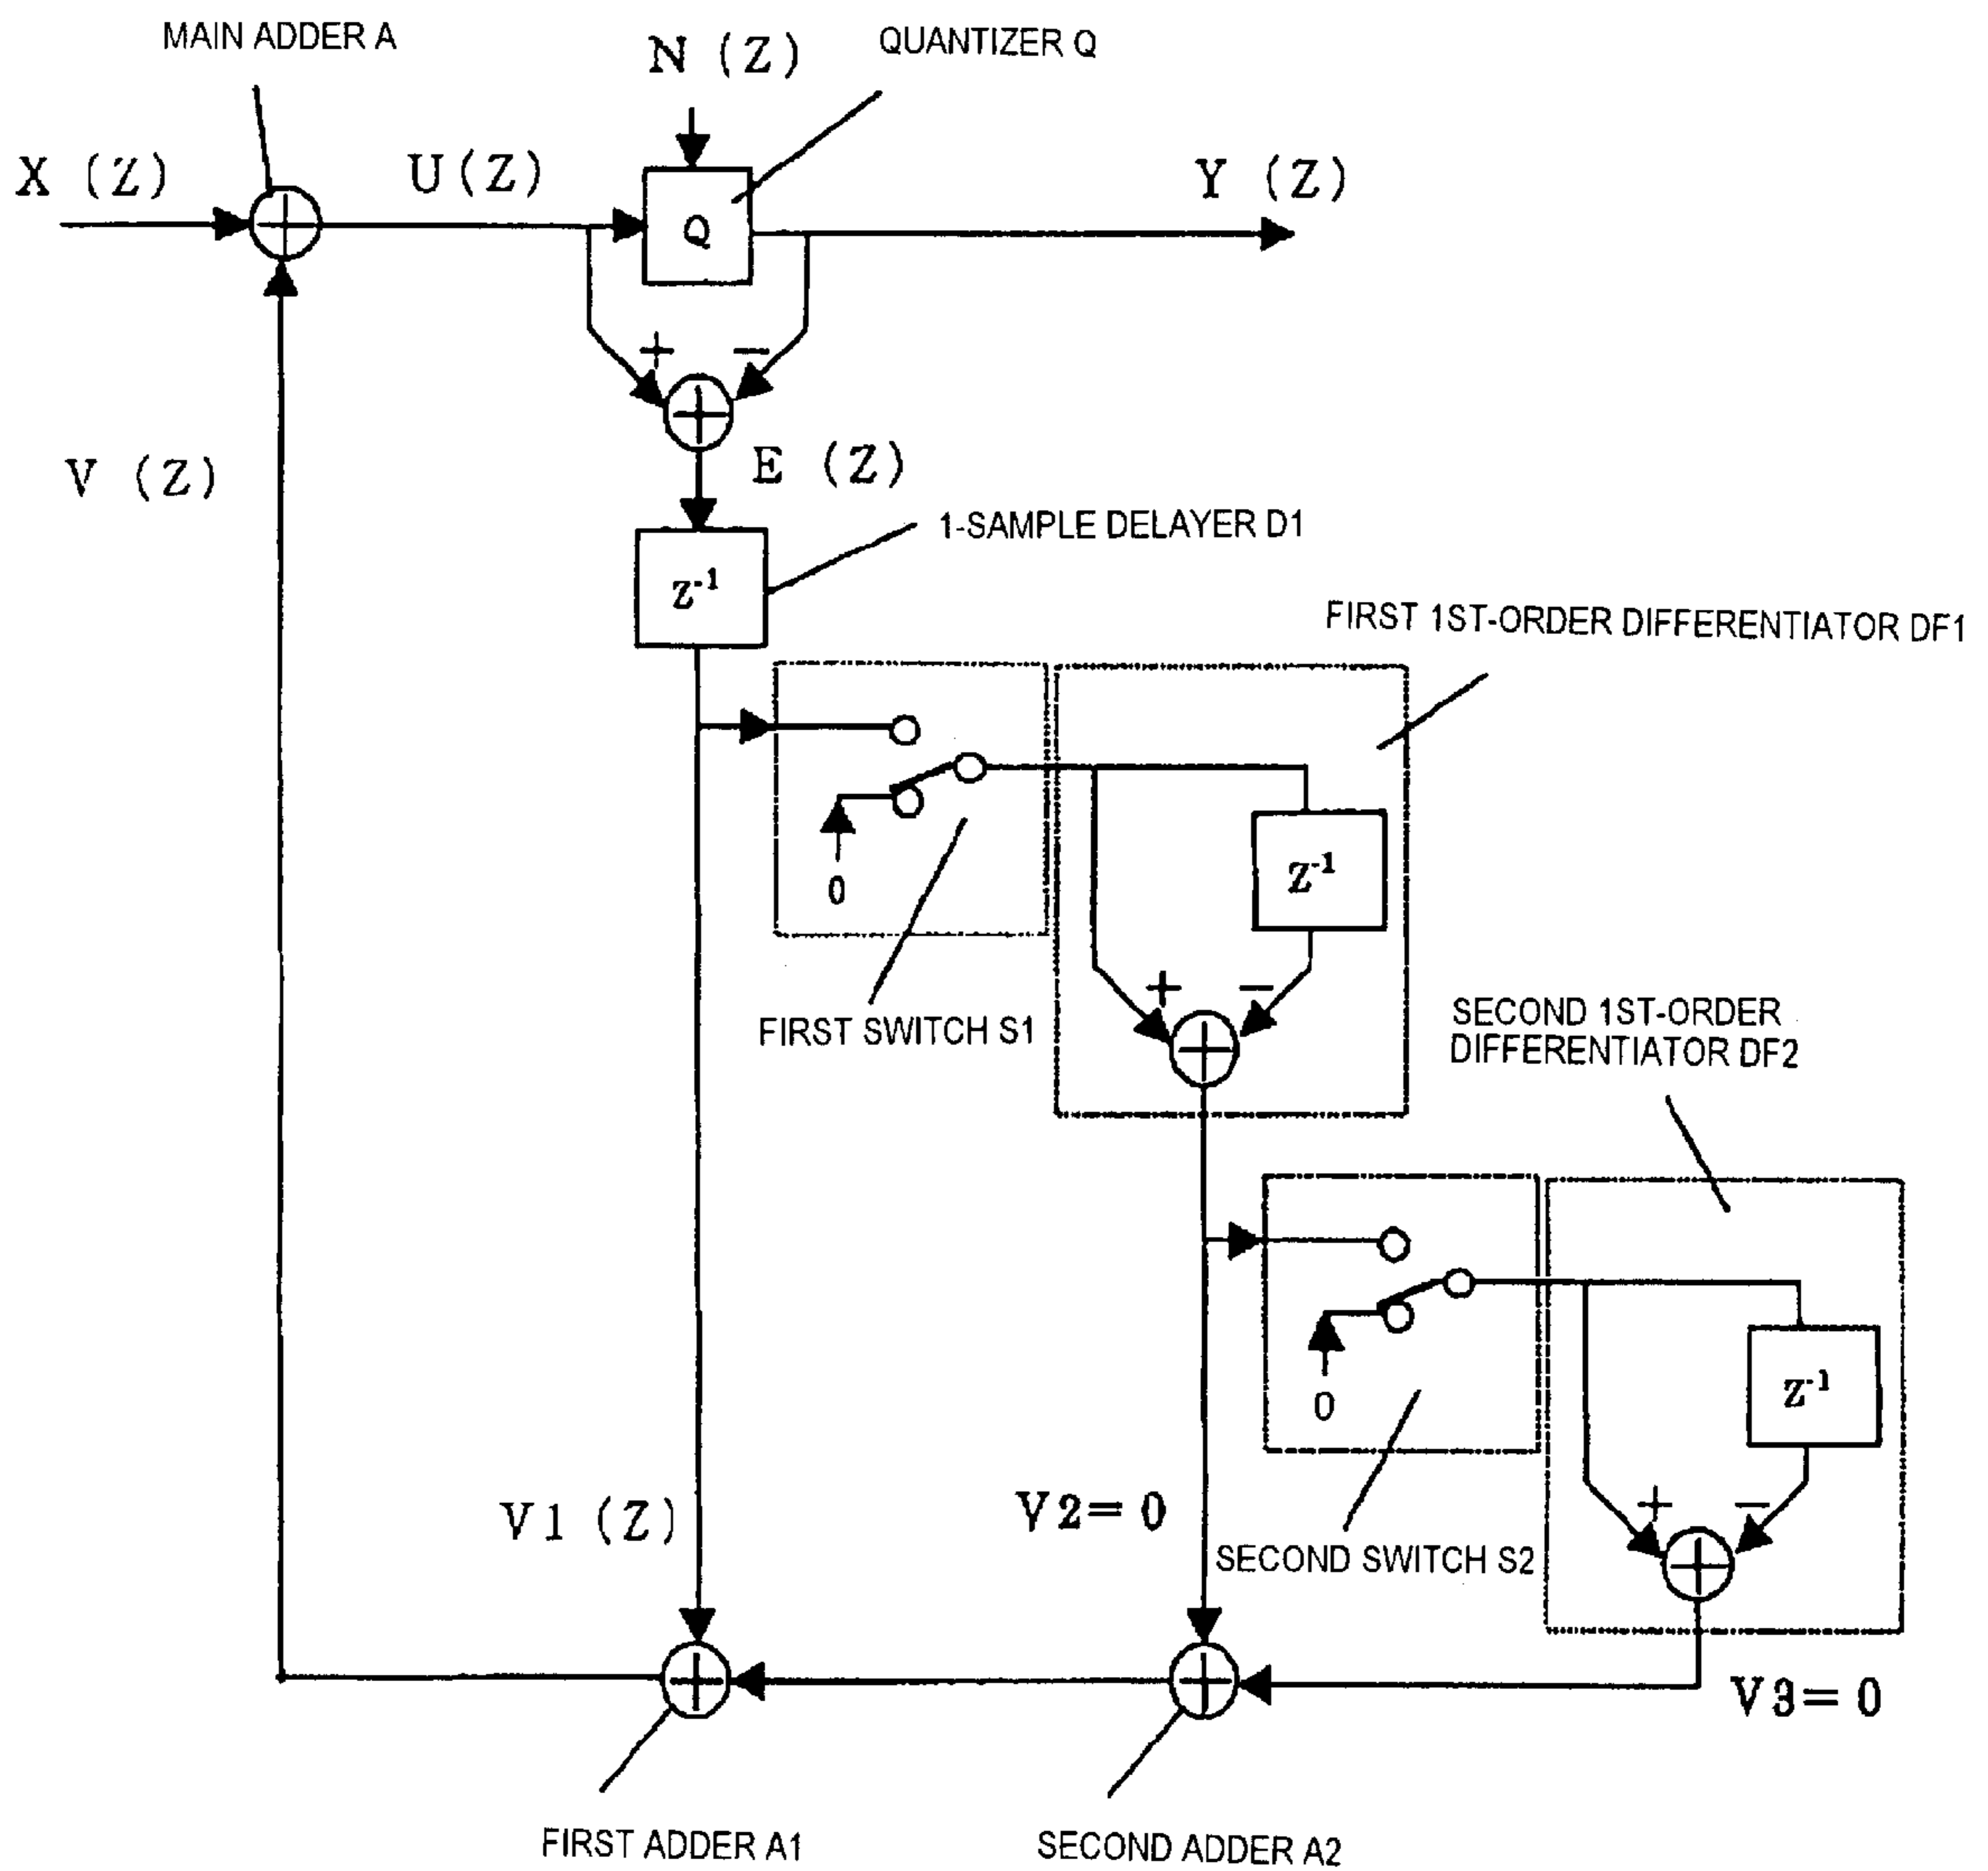 MAIN ADDER A
N (Z)
QUANTIZER Q
X (Z)
U(Z)
Y (Z)
Q
+
−
V (Z)
E (Z)
1-SAMPLE DELAYER D1
Z⁻¹
FIRST 1ST-ORDER DIFFERENTIATOR DF1
Z⁻¹
0
+
−
FIRST SWITCH S1
SECOND 1ST-ORDER
DIFFERENTIATOR DF2
Z⁻¹
0
V1 (Z)
V2=0
+
−
SECOND SWITCH S2
V3=0
FIRST ADDER A1
SECOND ADDER A2